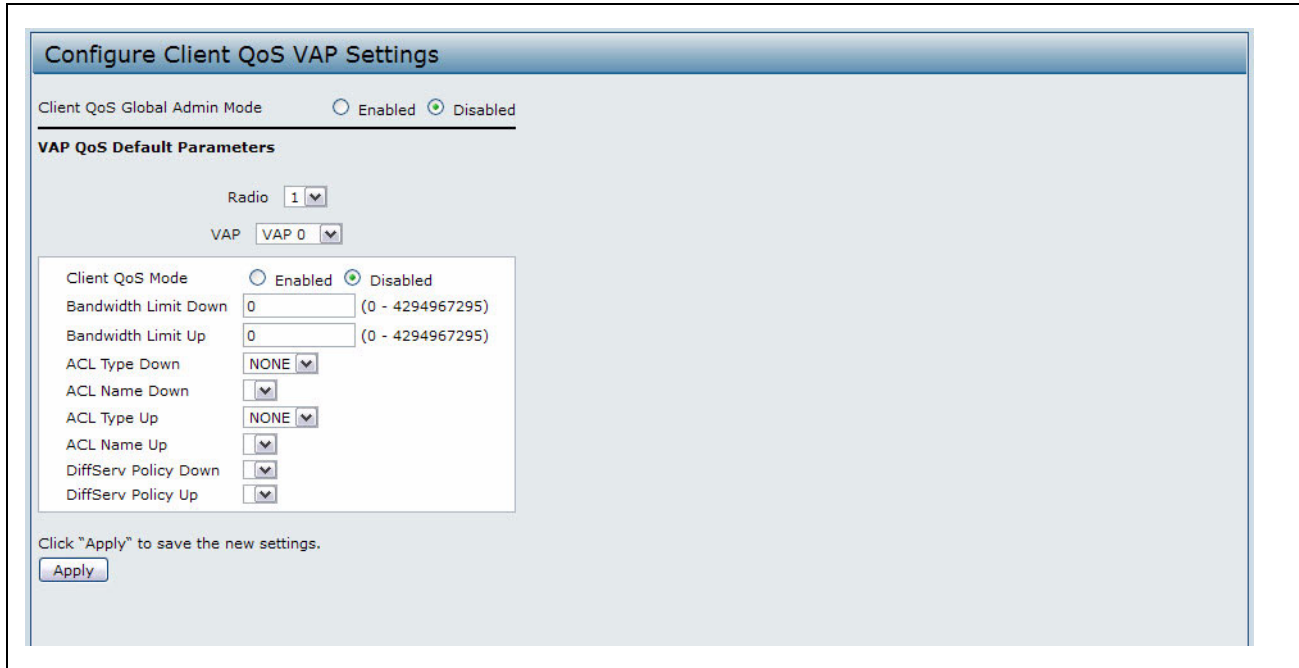 Configure Client QoS VAP Settings
Client QoS Global Admin Mode Enabled Disabled
VAP QoS Default Parameters
Radio 1
VAP VAP 0
Client QoS Mode Enabled Disabled
Bandwidth Limit Down 0 (0 - 4294967295)
Bandwidth Limit Up 0 (0 - 4294967295)
ACL Type Down NONE
ACL Name Down
ACL Type Up NONE
ACL Name Up
DiffServ Policy Down
DiffServ Policy Up
Click "Apply" to save the new settings.
Apply